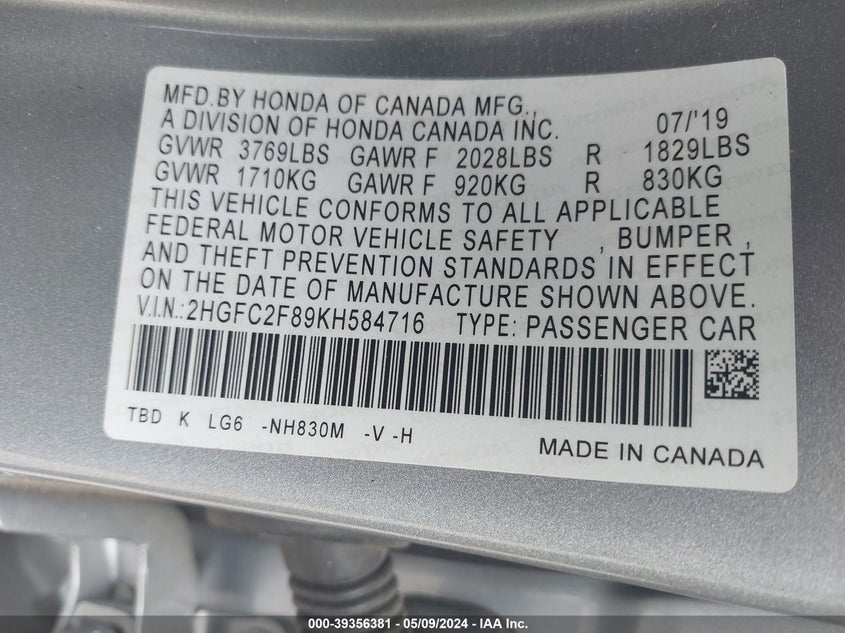 MFD.BY HONDA OF CANADA MFG.,
A DIVISION OF HONDA CANADA INC. 07/'19
GVWR 3769LBS GAWR F 2028LBS R 1829LBS
GVWR 1710KG GAWR F 920KG R 830KG
THIS VEHICLE CONFORMS TO ALL APPLICABLE
FEDERAL MOTOR VEHICLE SAFETY , BUMPER ,
AND THEFT PREVENTION STANDARDS IN EFFECT
ON THE DATE OF MANUFACTURE SHOWN ABOVE.
V.I.N.:2HGFC2F89KH584716 TYPE: PASSENGER CAR
TBD K LG6 -NH830M -V -H
MADE IN CANADA
000-39356381 - 05/09/2024 - IAA Inc.